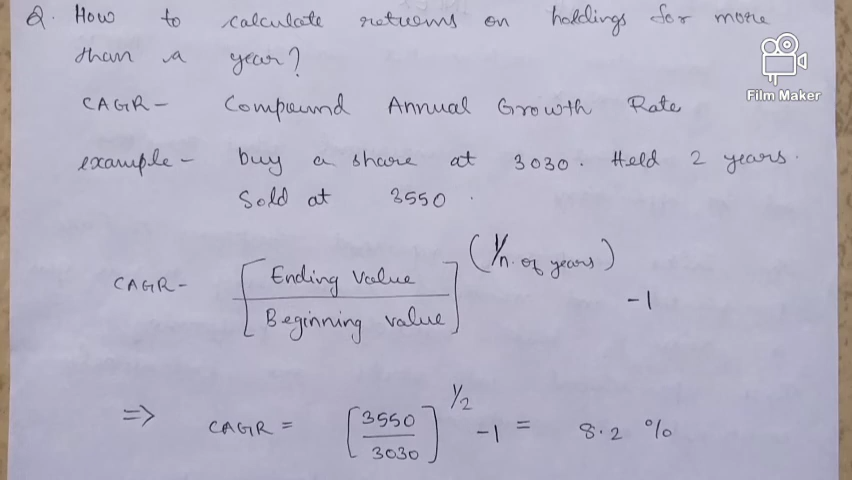 Q. How to calculate returns on holdings for more
than a year?
Film Maker
CAGR - Compound Annual Growth Rate
example - buy a share at 3030. Held 2 years.
Sold at 3550.
CAGR - [Ending value / Beginning value]^(1/n. of years) -1
=> CAGR = [3550 / 3030]^1/2 -1 = 8.2 %